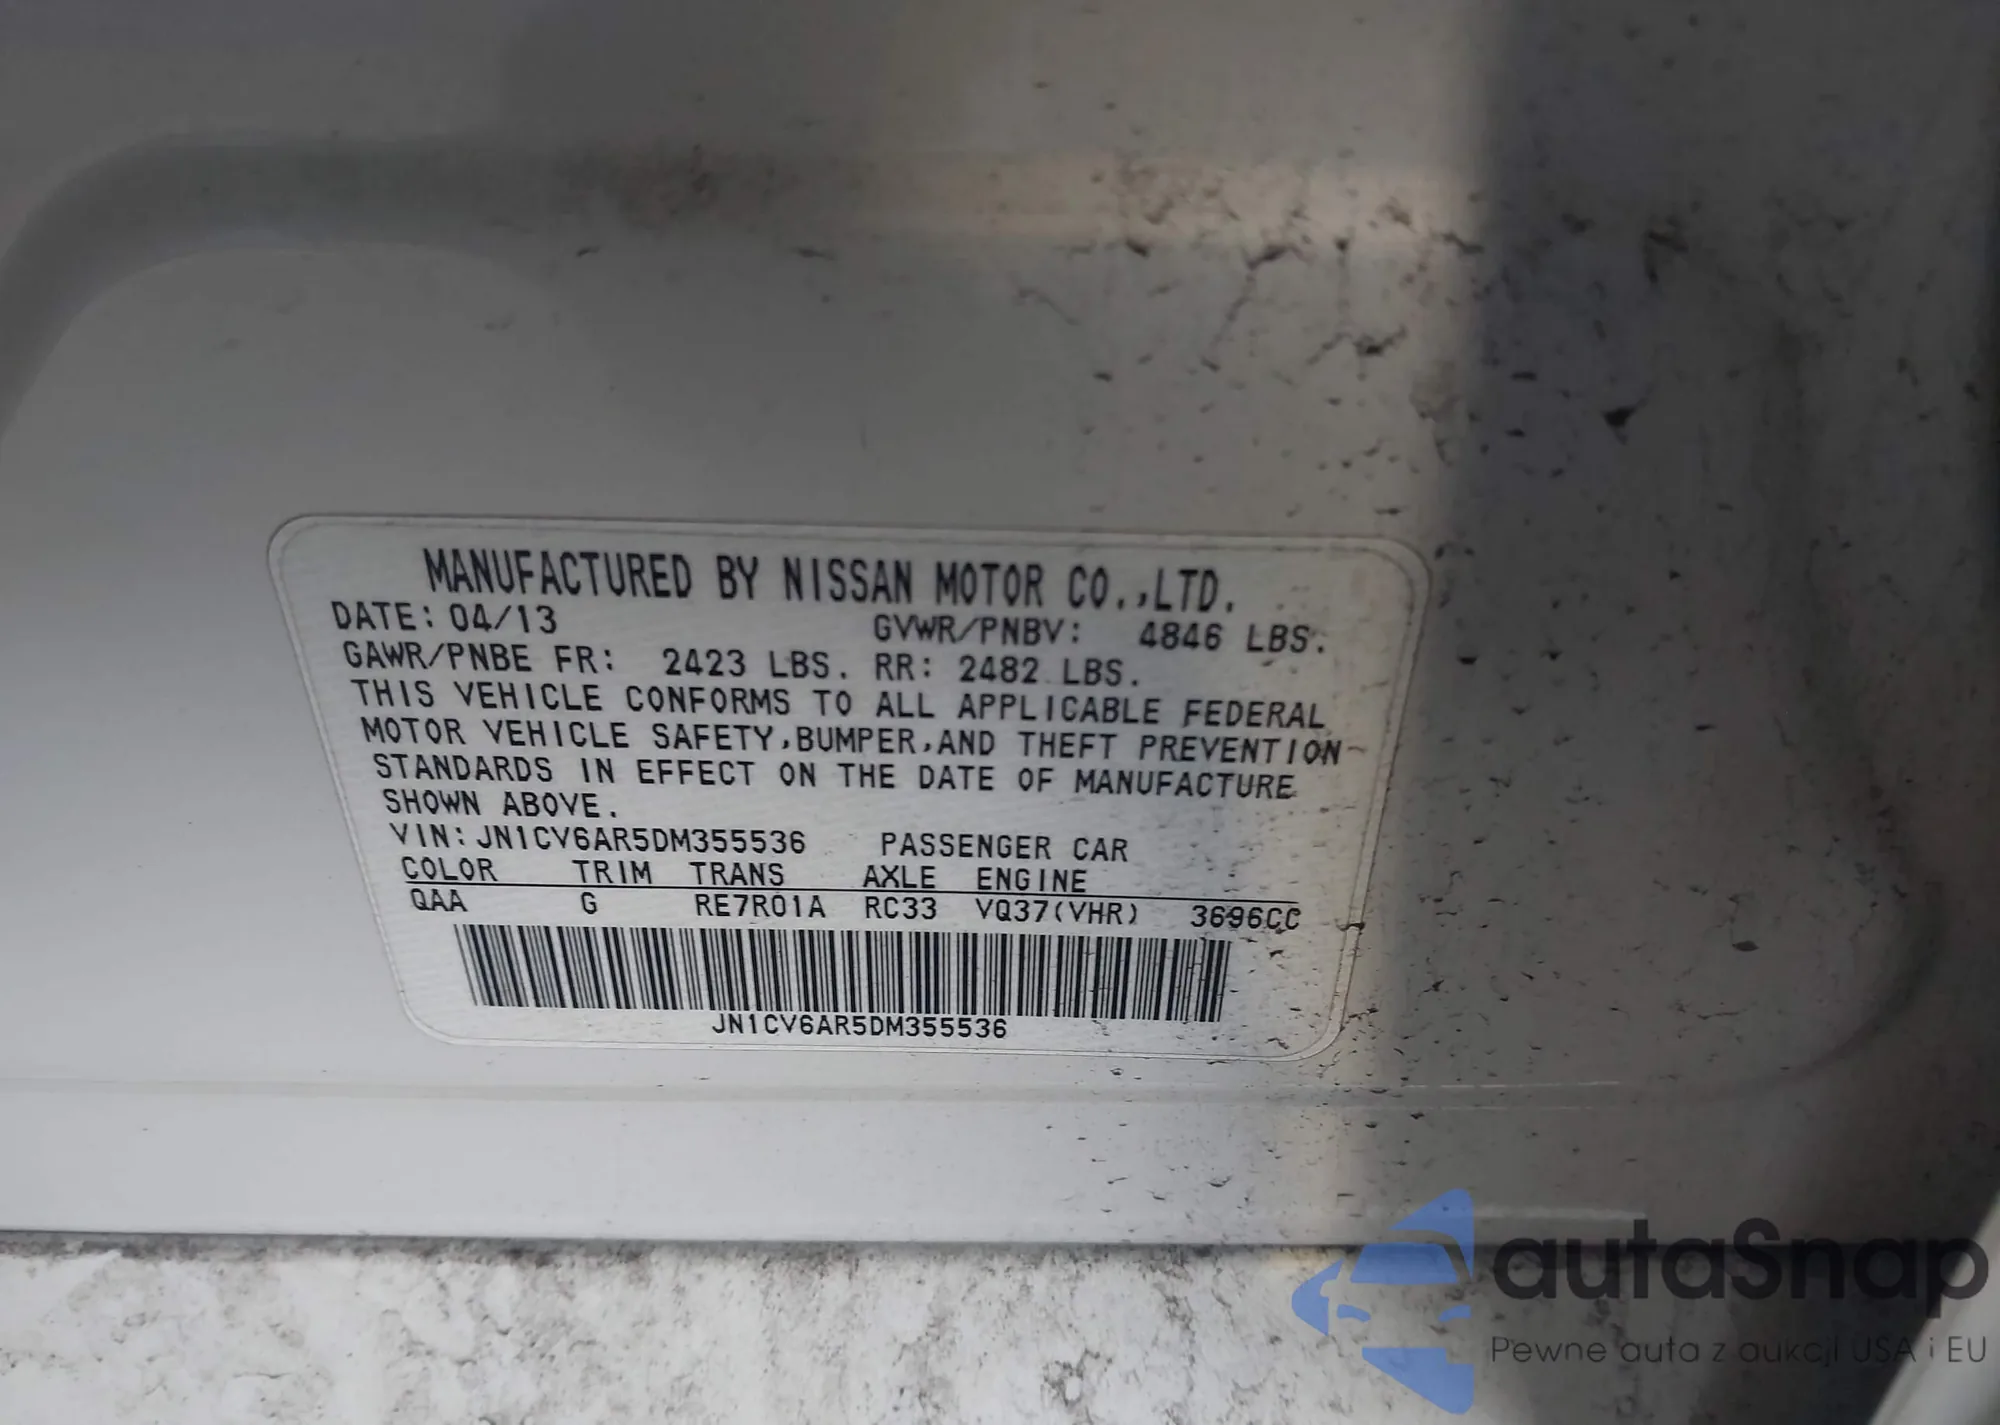 MANUFACTURED BY NISSAN MOTOR CO.,LTD.
DATE: 04/13 GVWR/PNBV: 4846 LBS.
GAWR/PNBE FR: 2423 LBS. RR: 2482 LBS.
THIS VEHICLE CONFORMS TO ALL APPLICABLE FEDERAL
MOTOR VEHICLE SAFETY,BUMPER,AND THEFT PREVENTION
STANDARDS IN EFFECT ON THE DATE OF MANUFACTURE
SHOWN ABOVE.
VIN:JN1CV6AR5DM355536 PASSENGER CAR
COLOR TRIM TRANS AXLE ENGINE
QAA G RE7R01A RC33 VQ37(VHR) 3696CC
JN1CV6AR5DM355536
autoSnap
Pewne auta z aukcji USA i EU